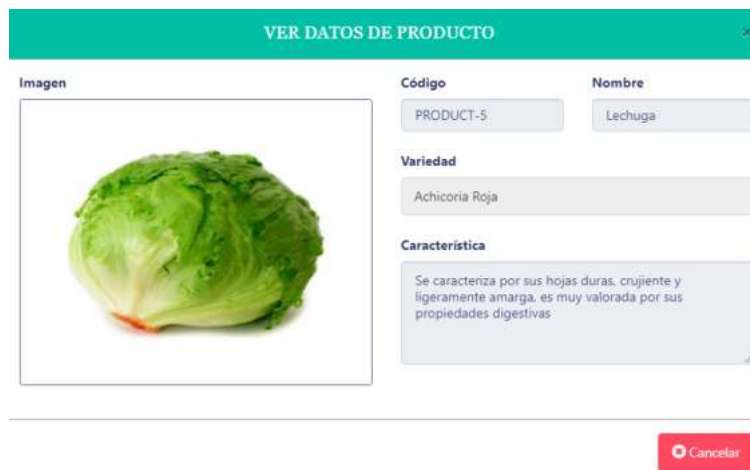 VER DATOS DE PRODUCTO
Imagen
Código
Nombre
PRODUCT-5
Lechuga
Variedad
Achicoria Roja
Característica
Se caracteriza por sus hojas duras, crujiente y
ligeramente amarga, es muy valorada por sus
propiedades digestivas
Cancelar